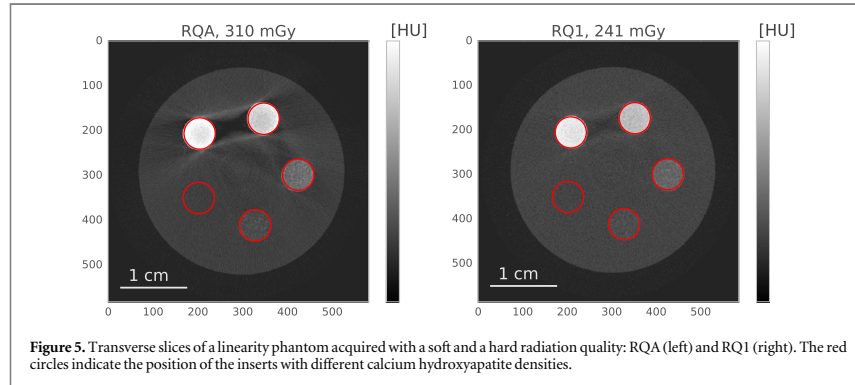 RQA, 310 mGy
[HU]
0
100
200
300
400
500
1 cm
0 100 200 300 400 500
RQ1, 241 mGy
[HU]
0
100
200
300
400
500
1 cm
0 100 200 300 400 500
Figure 5. Transverse slices of a linearity phantom acquired with a soft and a hard radiation quality: RQA (left) and RQ1 (right). The red
circles indicate the position of the inserts with different calcium hydroxyapatite densities.